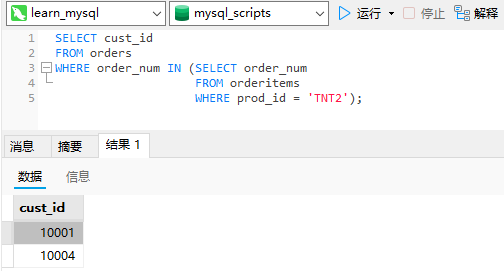 learn_mysql mysql_scripts 运行 停止 解释
1 SELECT cust_id
2 FROM orders
3 WHERE order_num IN (SELECT order_num
4 FROM orderitems
5 WHERE prod_id = 'TNT2');
消息 摘要 结果 1
数据 信息
cust_id
10001
10004